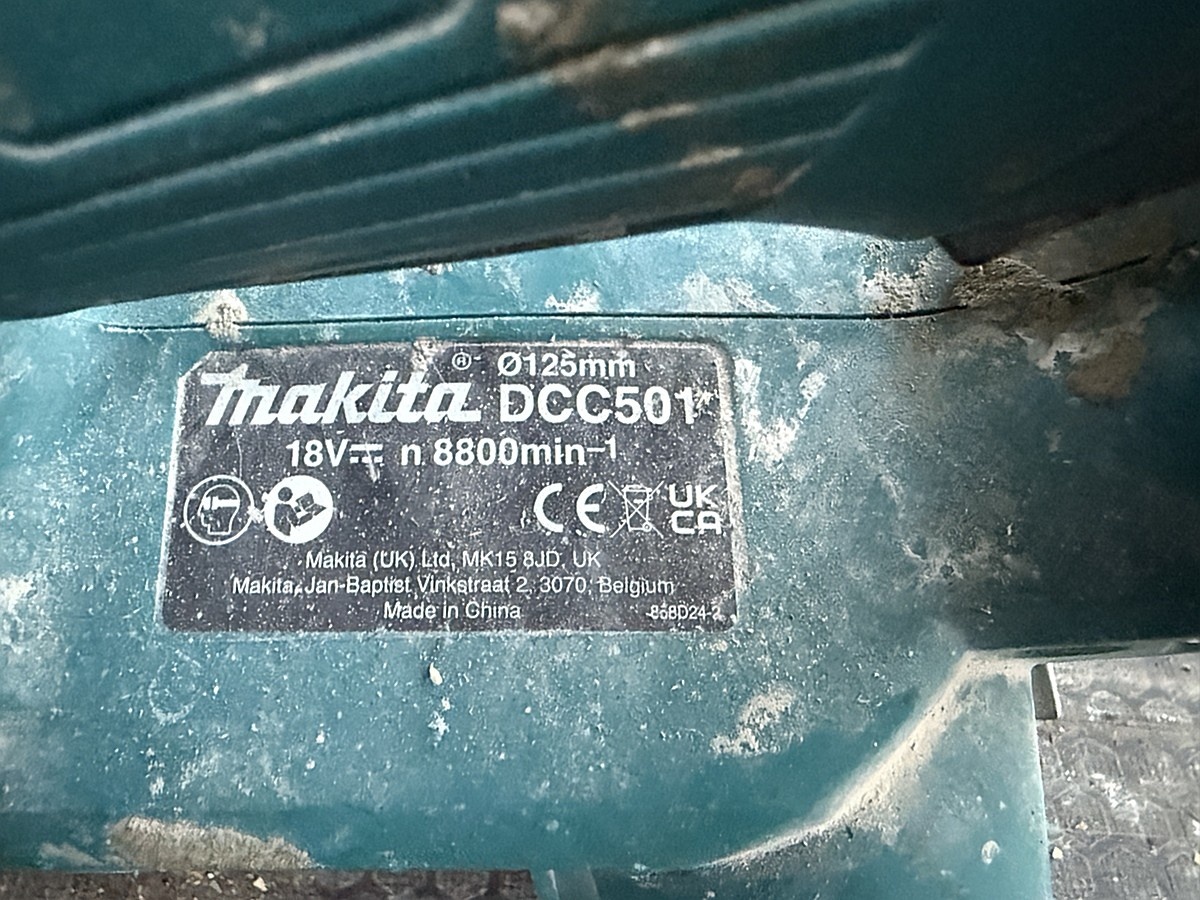 makita® Ø125mm
DCC501
18V⎓ n 8800min⁻¹
CE UK
CA
Makita (UK) Ltd, MK15 8JD, UK
Makita, Jan-Baptist Vinkstraat 2, 3070, Belgium
Made in China